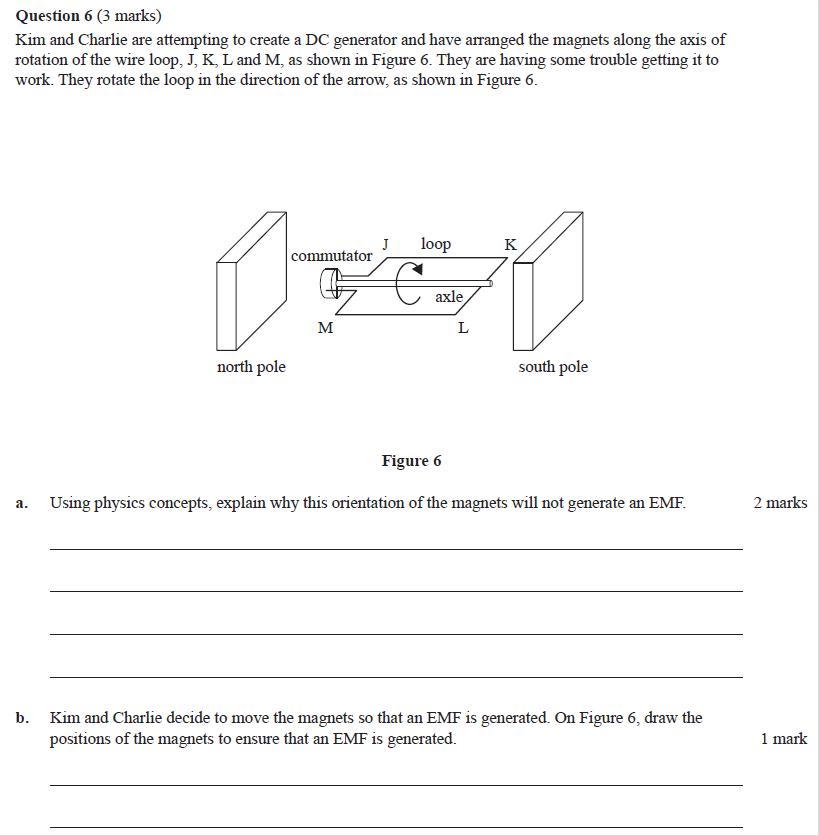 Question 6 (3 marks)
Kim and Charlie are attempting to create a DC generator and have arranged the magnets along the axis of
rotation of the wire loop, J, K, L and M, as shown in Figure 6. They are having some trouble getting it to
work. They rotate the loop in the direction of the arrow, as shown in Figure 6.
J loop K
commutator
axle
M L
north pole south pole
Figure 6
a. Using physics concepts, explain why this orientation of the magnets will not generate an EMF. 2 marks
b. Kim and Charlie decide to move the magnets so that an EMF is generated. On Figure 6, draw the
positions of the magnets to ensure that an EMF is generated. 1 mark